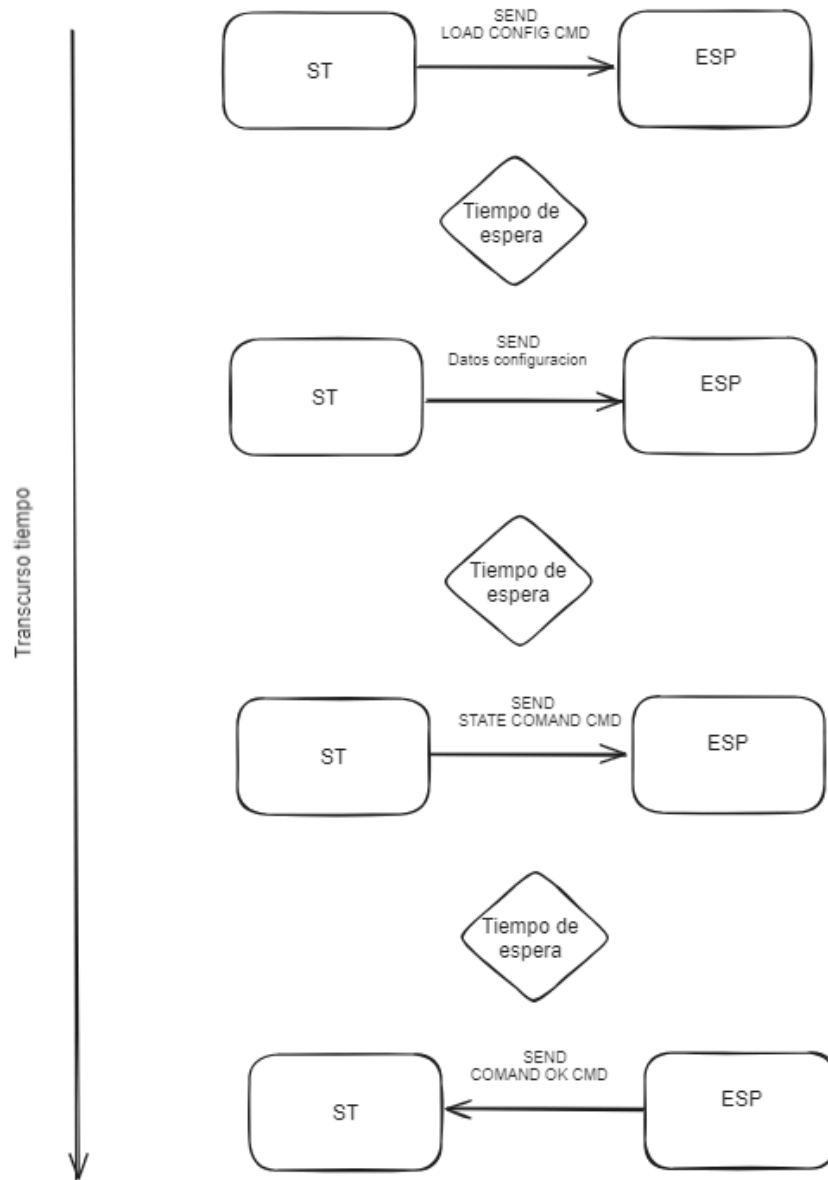 SEND
LOAD CONFIG CMD
ST
ESP
Tiempo de
espera
SEND
Datos configuracion
ST
ESP
Transcurso tiempo
Tiempo de
espera
SEND
STATE COMAND CMD
ST
ESP
Tiempo de
espera
SEND
COMAND OK CMD
ST
ESP